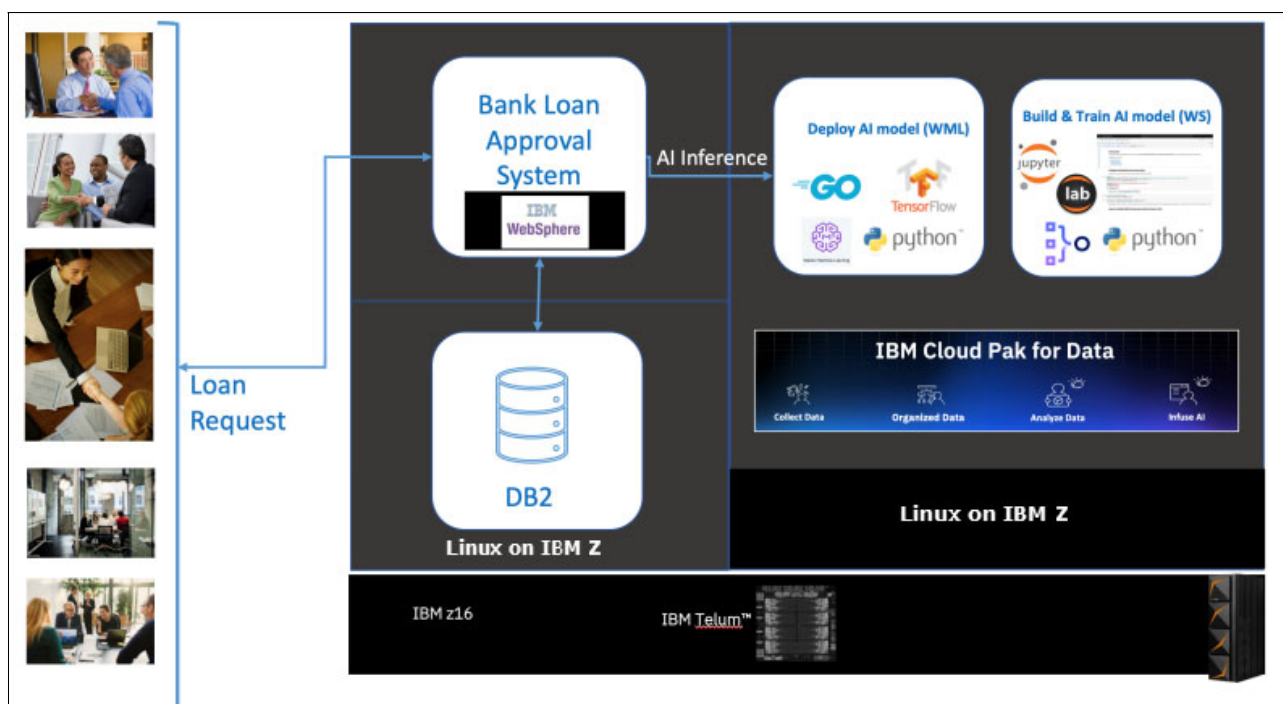 Loan
Request
Bank Loan
Approval
System
IBM
WebSphere
AI Inference
Deploy AI model (WML)
GO
TensorFlow
python™
Build & Train AI model (WS)
jupyter
lab
python™
DB2
Linux on IBM Z
IBM Cloud Pak for Data
Collect Data
Organized Data
Analyze Data
Infuse AI
Linux on IBM Z
IBM z16
IBM Telum™